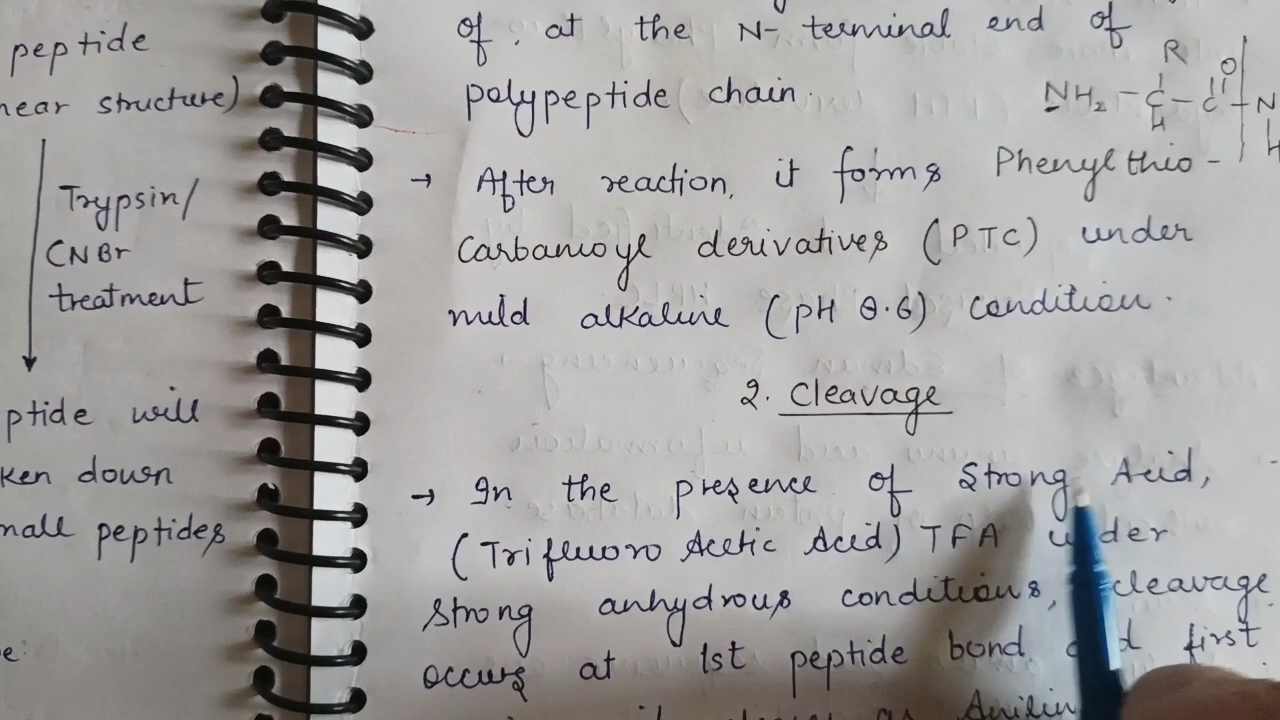 peptide
near structure)
Trypsin/
CNBr
treatment
ptide will
ken down
mall peptides
e:
of, at the N- terminal end of
polypeptide chain.
R
O
NH₂ - C - C - N
H
H
→ After reaction, it forms Phenylthio -
Carbamoyl derivatives (PTC) under
mild alkaline (pH 8.6) condition.
2. Cleavage
→ In the presence of Strong Acid,
(Trifluoro Acetic Acid) TFA under
strong anhydrous conditions, cleavage
occurs at 1st peptide bond and first
as